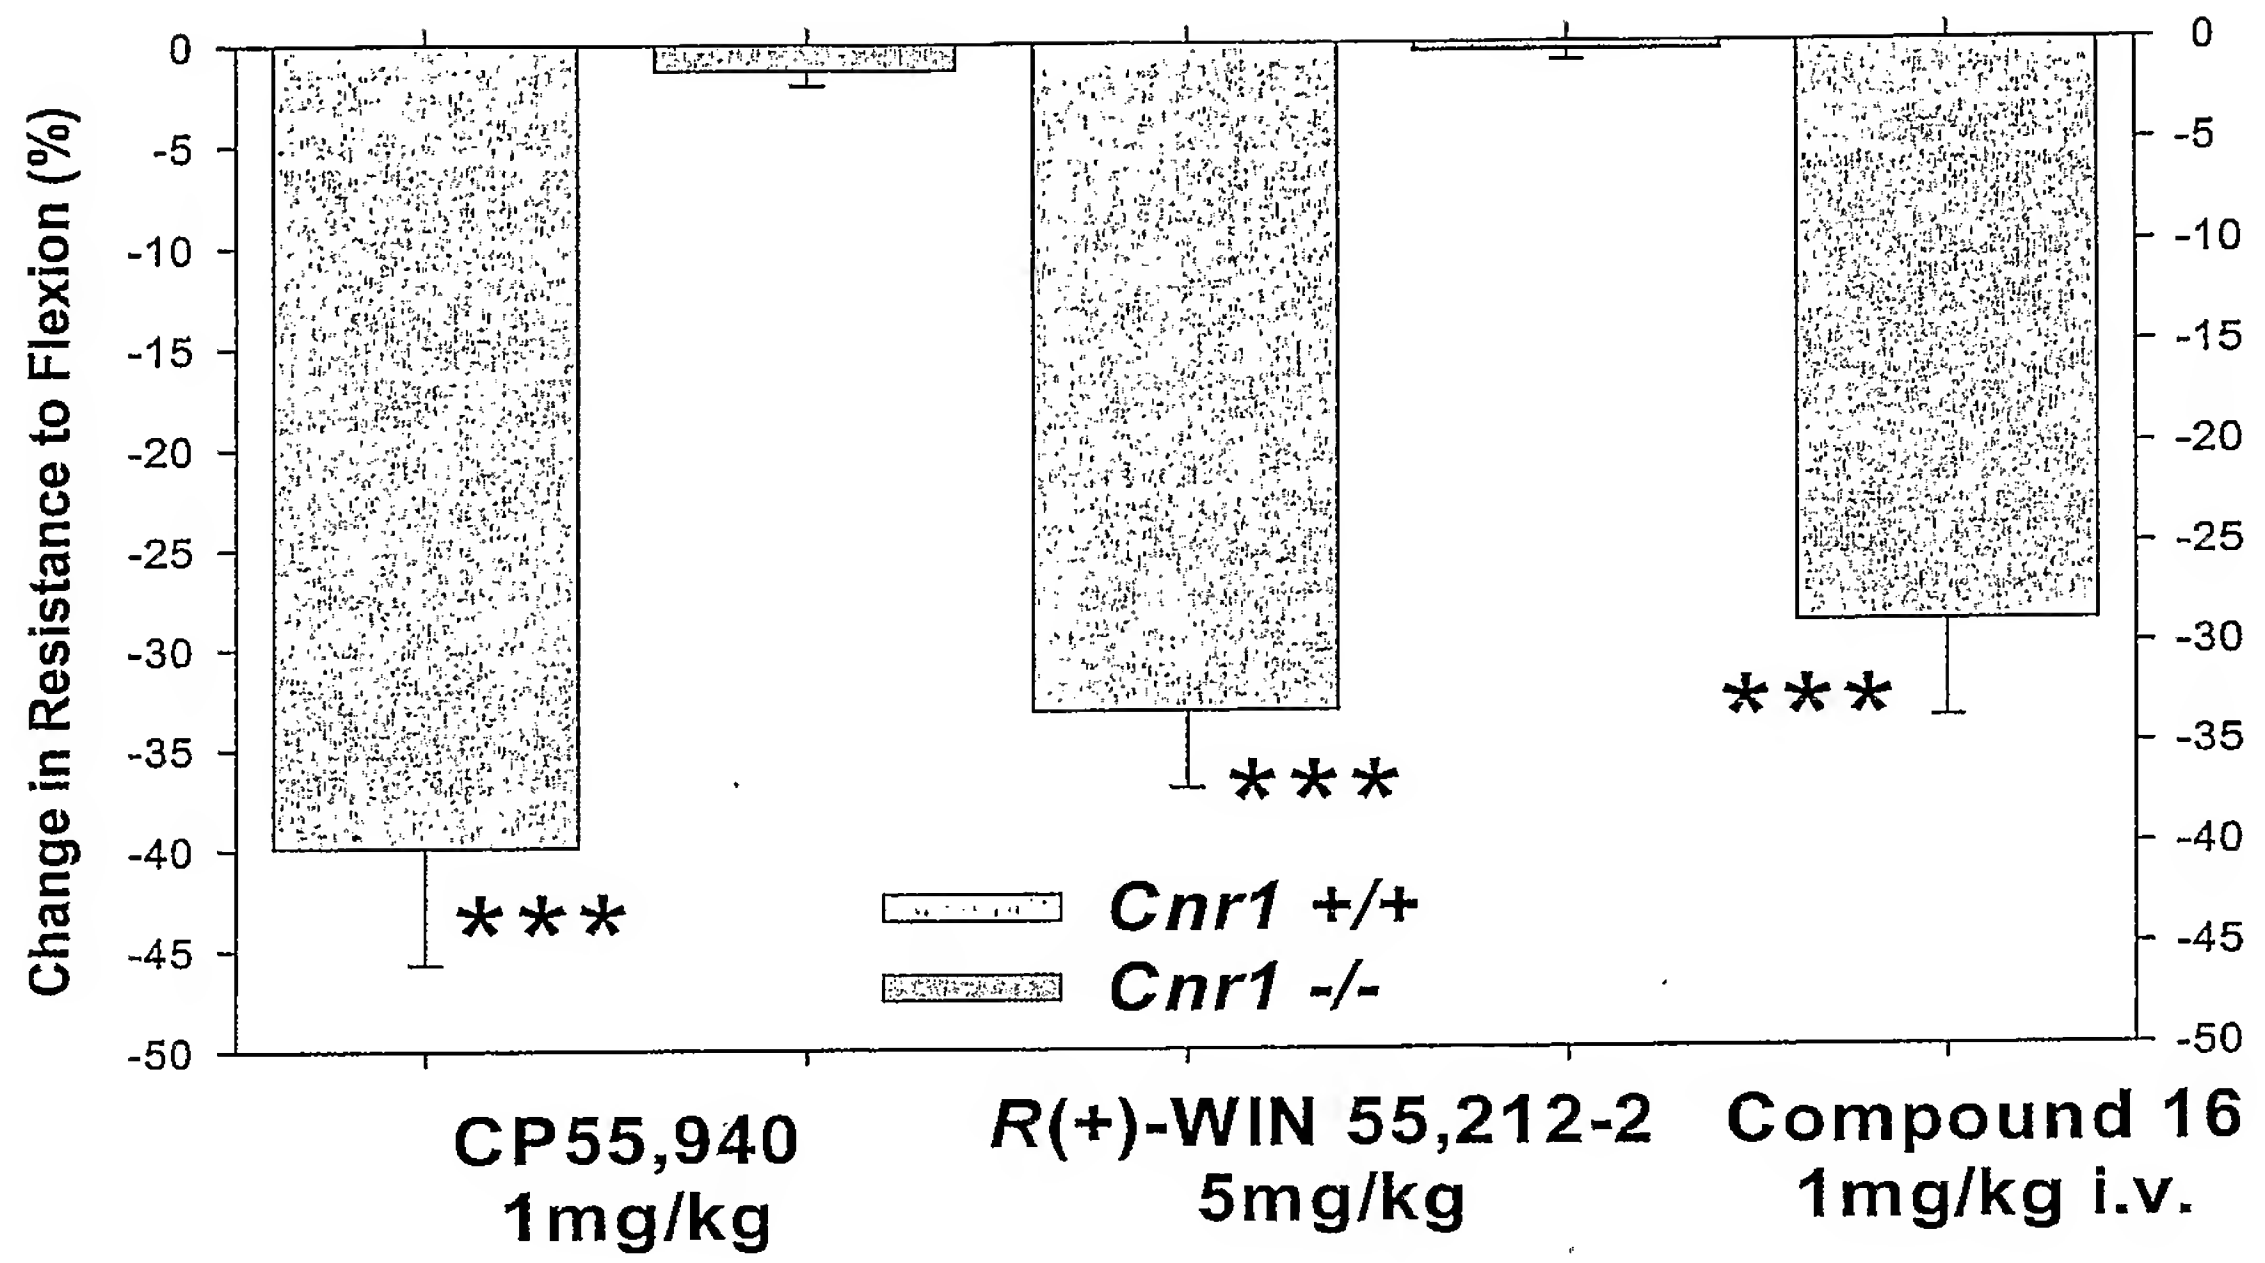 Change in Resistance to Flexion (%)
0
-5
-10
-15
-20
-25
-30
-35
-40
-45
-50
0
-5
-10
-15
-20
-25
-30
-35
-40
-45
-50
***
***
***
Cnr1 +/+
Cnr1 -/-
CP55,940
1mg/kg
R(+)-WIN 55,212-2
5mg/kg
Compound 16
1mg/kg i.v.